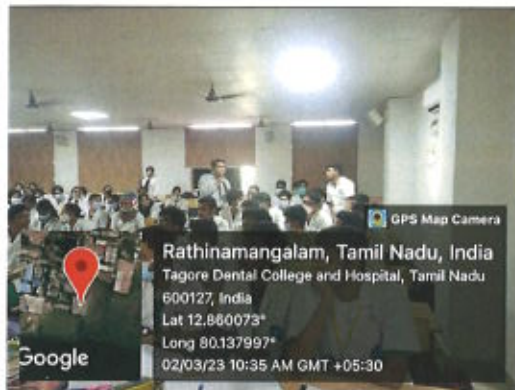 GPS Map Camera
Rathinamangalam, Tamil Nadu, India
Tagore Dental College and Hospital, Tamil Nadu
600127, India
Lat 12.860073°
Long 80.137997°
02/03/23 10:35 AM GMT +05:30
Google